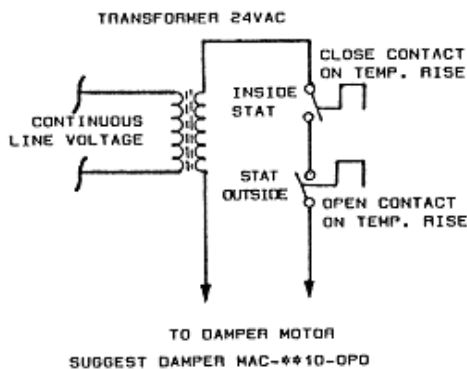 TRANSFORMER 24VAC
CLOSE CONTACT
ON TEMP. RISE
INSIDE
STAT
CONTINUOUS
LINE VOLTAGE
STAT
OUTSIDE
OPEN CONTACT
ON TEMP. RISE
TO DAMPER MOTOR
SUGGEST DAMPER MAC-**10-OPD